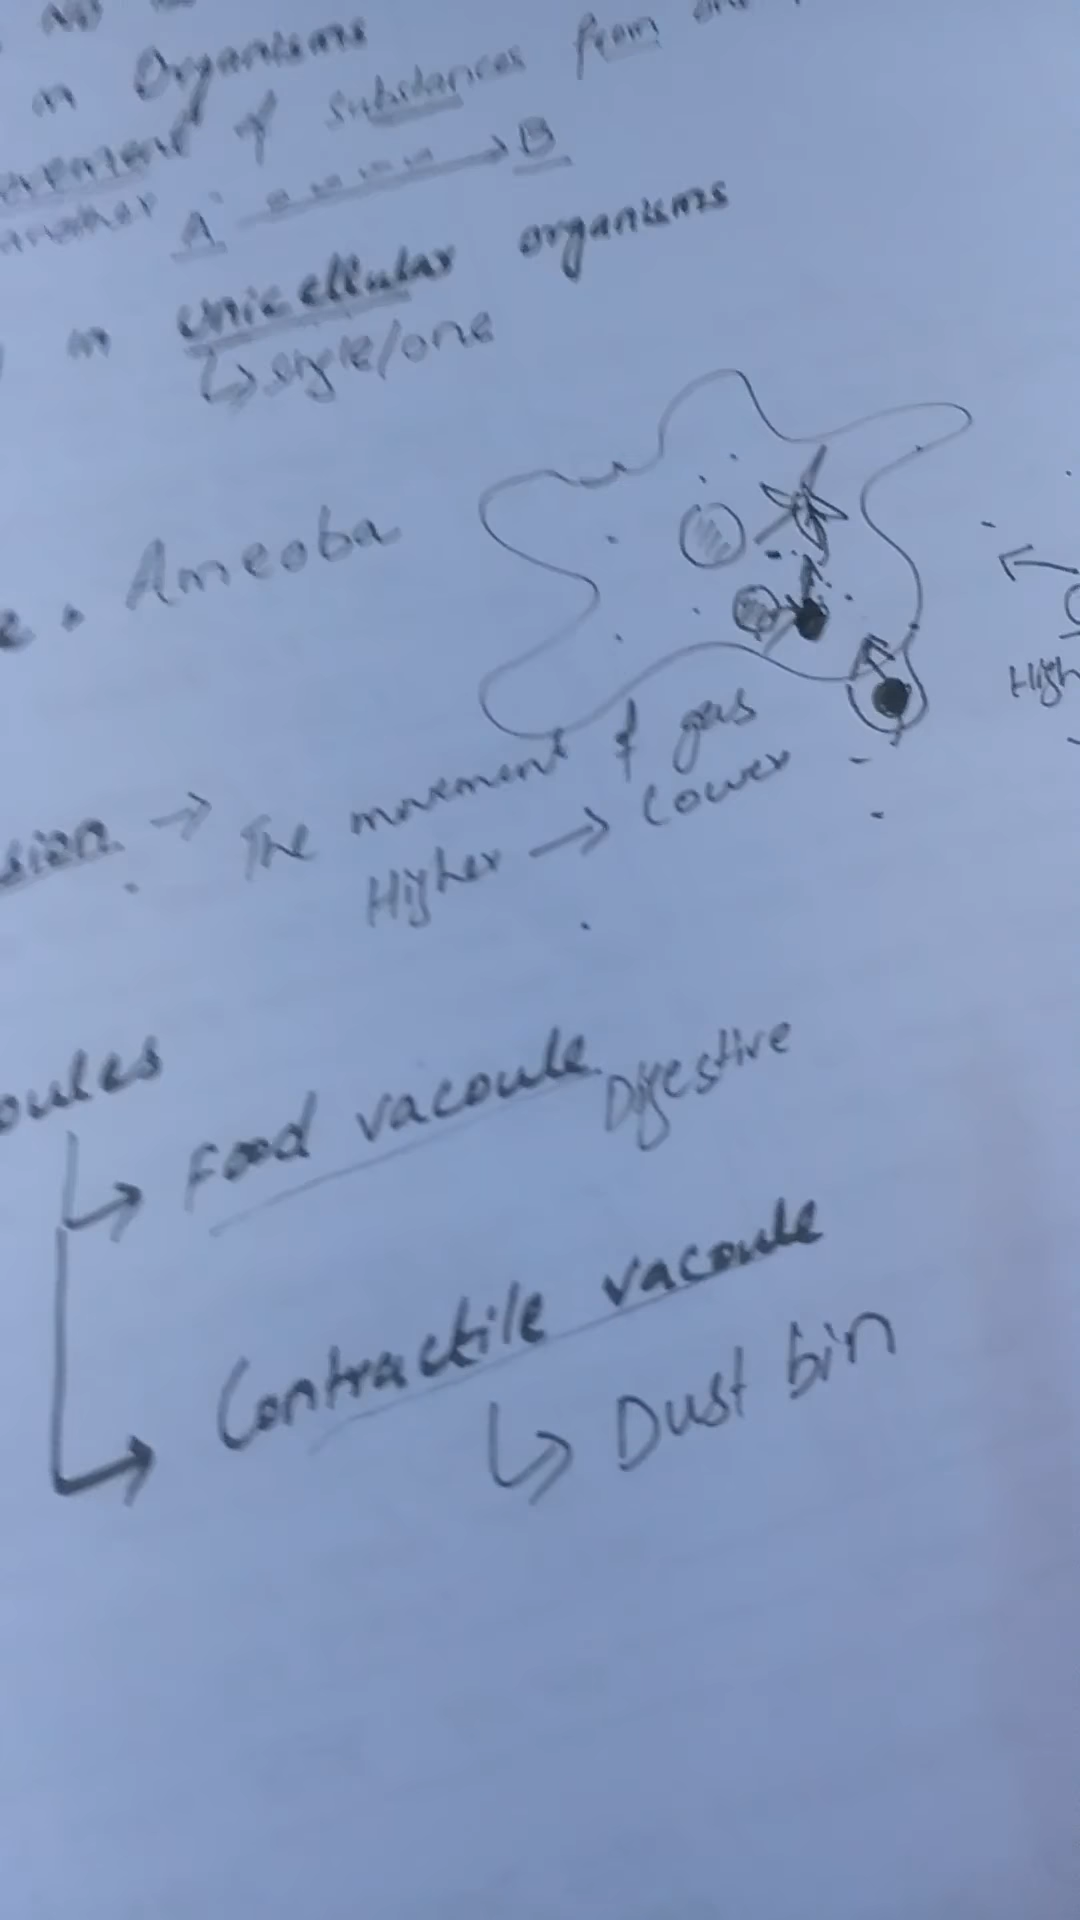 No
in Organisms
of substances from one
another A → B
in unicellular organisms
↳ single/one
Ameoba
High
→ The movement of gas
Higher → Lower
Food vacoule Digestive
Contractile vacoule
↳ Dust bin